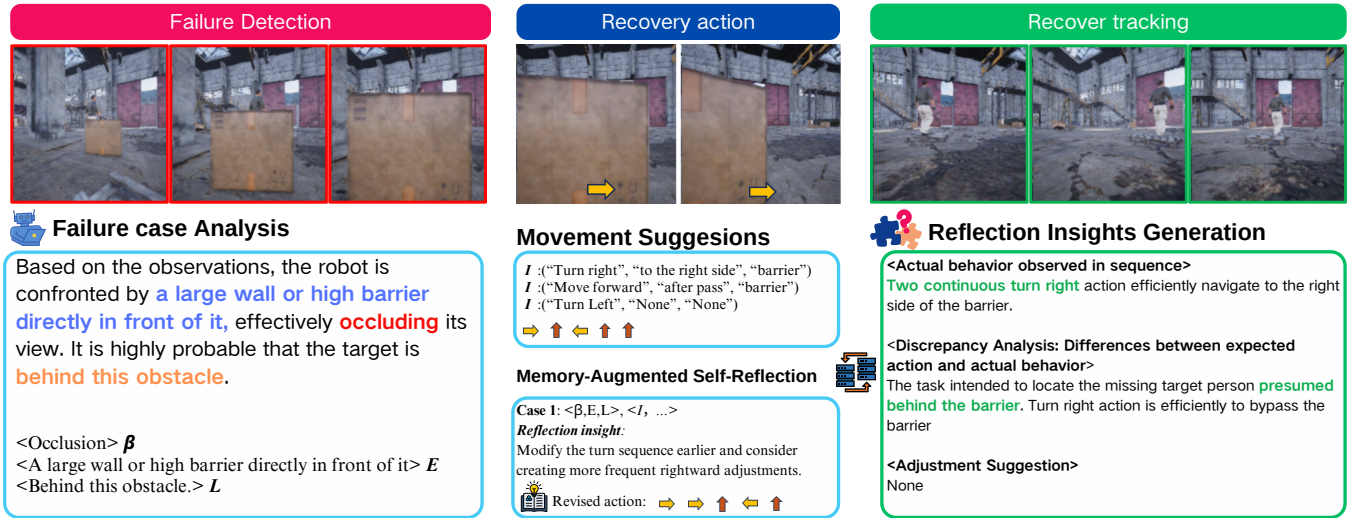 Failure Detection
Recovery action
Recover tracking
Failure case Analysis
Based on the observations, the robot is
confronted by a large wall or high barrier
directly in front of it, effectively occluding its
view. It is highly probable that the target is
behind this obstacle.
<Occlusion> β
<A large wall or high barrier directly in front of it> E
<Behind this obstacle.> L
Movement Suggesions
I :(“Turn right”, “to the right side”, “barrier”)
I :(“Move forward”, “after pass”, “barrier”)
I :(“Turn Left”, “None”, “None”)
Memory-Augmented Self-Reflection
Case 1: <β,E,L>, <I, ...>
Reflection insight:
Modify the turn sequence earlier and consider
creating more frequent rightward adjustments.
Revised action:
Reflection Insights Generation
<Actual behavior observed in sequence>
Two continuous turn right action efficiently navigate to the right
side of the barrier.
<Discrepancy Analysis: Differences between expected
action and actual behavior>
The task intended to locate the missing target person presumed
behind the barrier. Turn right action is efficiently to bypass the
barrier
<Adjustment Suggestion>
None